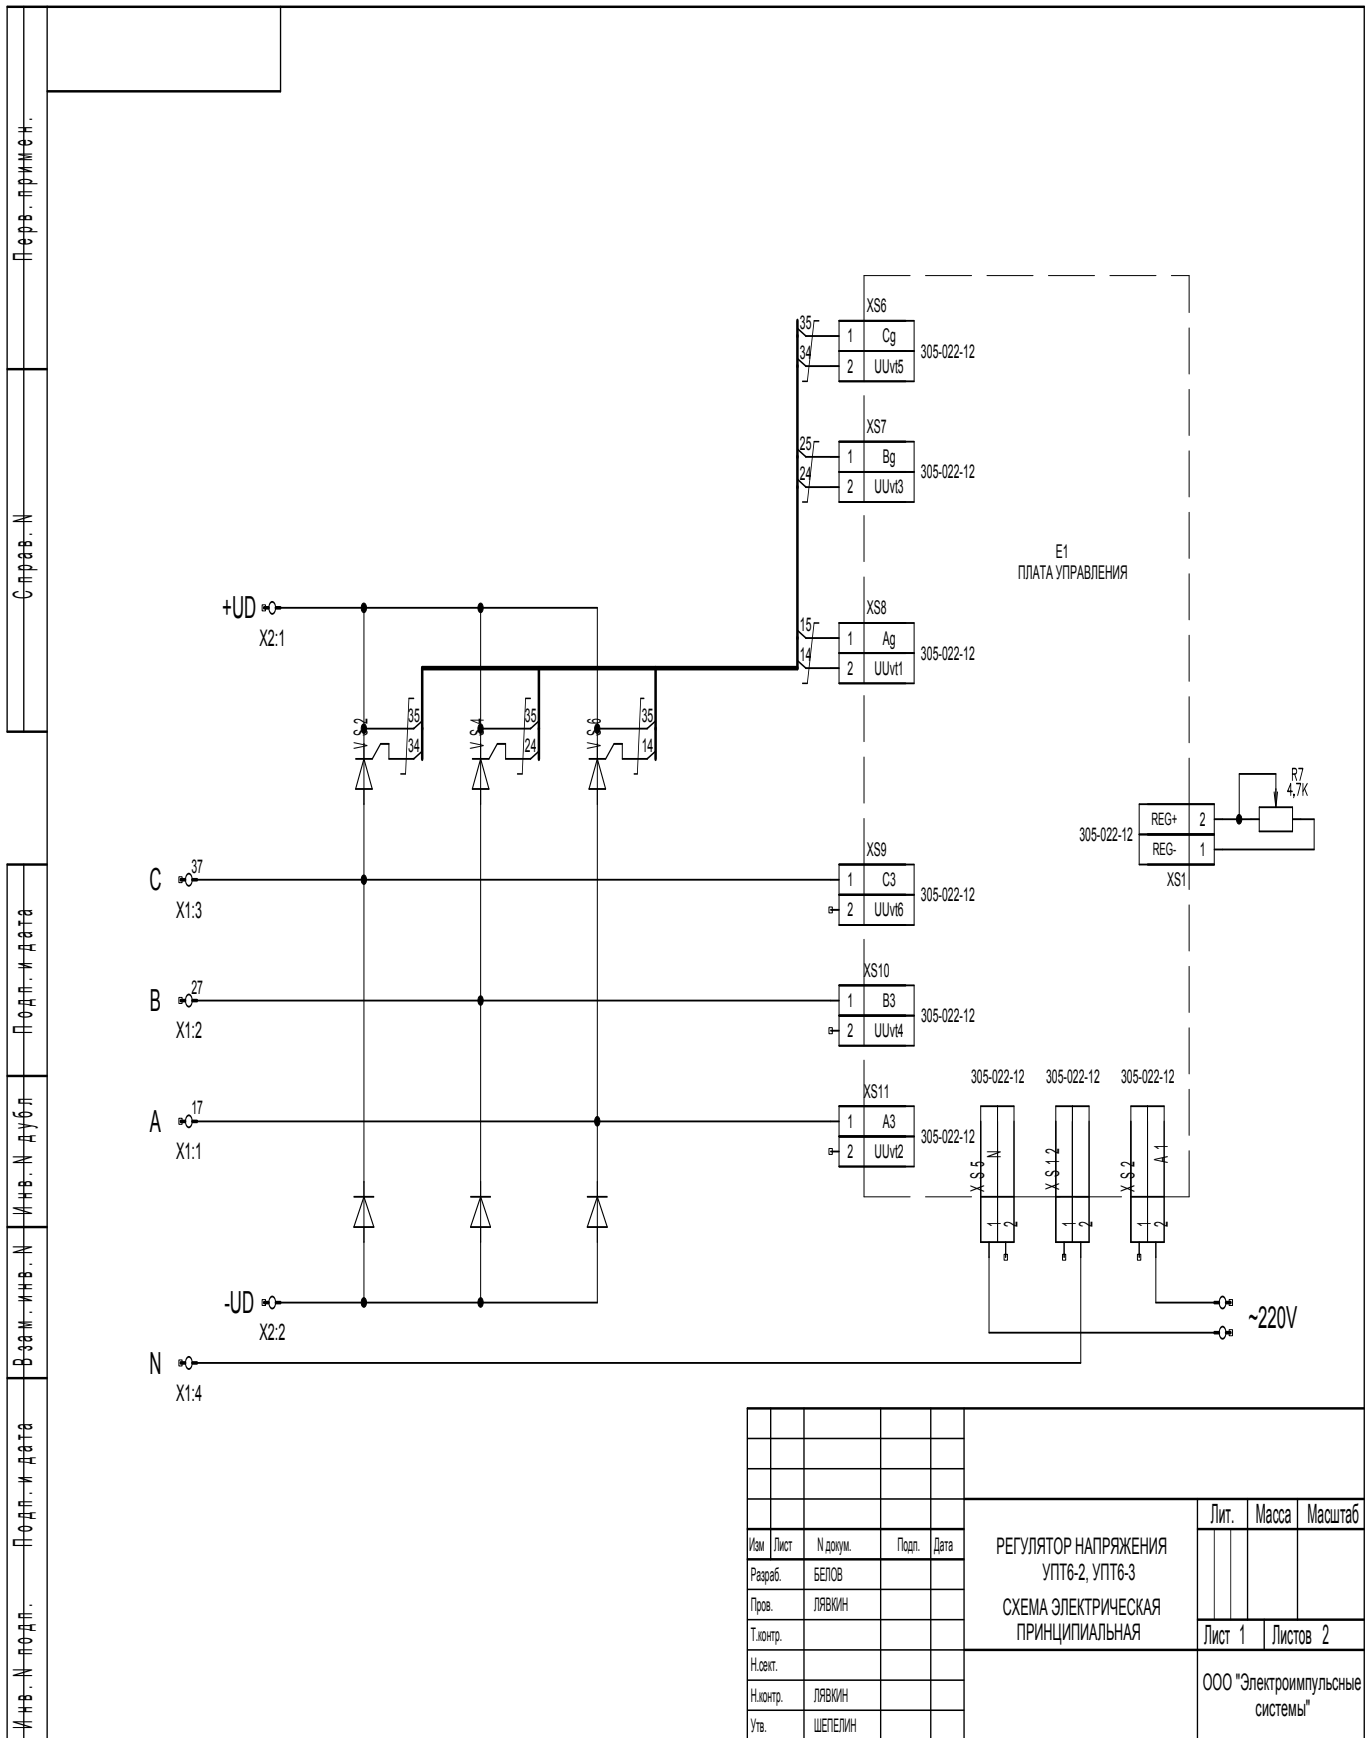 Перв. примен.
Справ. N
Подп. и дата
Инв. N дубл
Взам. инв. N
Подп. и дата
Инв. N подп.
XS6
35
1 Cg
305-022-12
34
2 UUvt5
XS7
25
1 Bg
305-022-12
24
2 UUvt3
E1
ПЛАТА УПРАВЛЕНИЯ
+UD
X2:1
XS8
15
1 Ag
305-022-12
14
2 UUvt1
VS2
35
34
VS4
35
24
VS6
35
14
R7
4,7K
305-022-12
REG+ 2
REG- 1
XS1
C
37
X1:3
XS9
1 C3
305-022-12
2 UUvt6
B
27
X1:2
XS10
1 B3
305-022-12
2 UUvt4
A
17
X1:1
XS11
1 A3
305-022-12
2 UUvt2
305-022-12 305-022-12 305-022-12
XS5
N
1
2
XS12
1
2
XS2
A1
1
2
-UD
X2:2
~220V
N
X1:4
Изм Лист N докум. Подп. Дата
Разраб. БЕЛОВ
Пров. ЛЯВКИН
Т.контр.
Н.сект.
Н.контр. ЛЯВКИН
Утв. ШЕПЕЛИН
РЕГУЛЯТОР НАПРЯЖЕНИЯ
УПТ6-2, УПТ6-3
СХЕМА ЭЛЕКТРИЧЕСКАЯ
ПРИНЦИПИАЛЬНАЯ
Лит. Масса Масштаб
Лист 1 Листов 2
ООО "Электроимпульсные
системы"